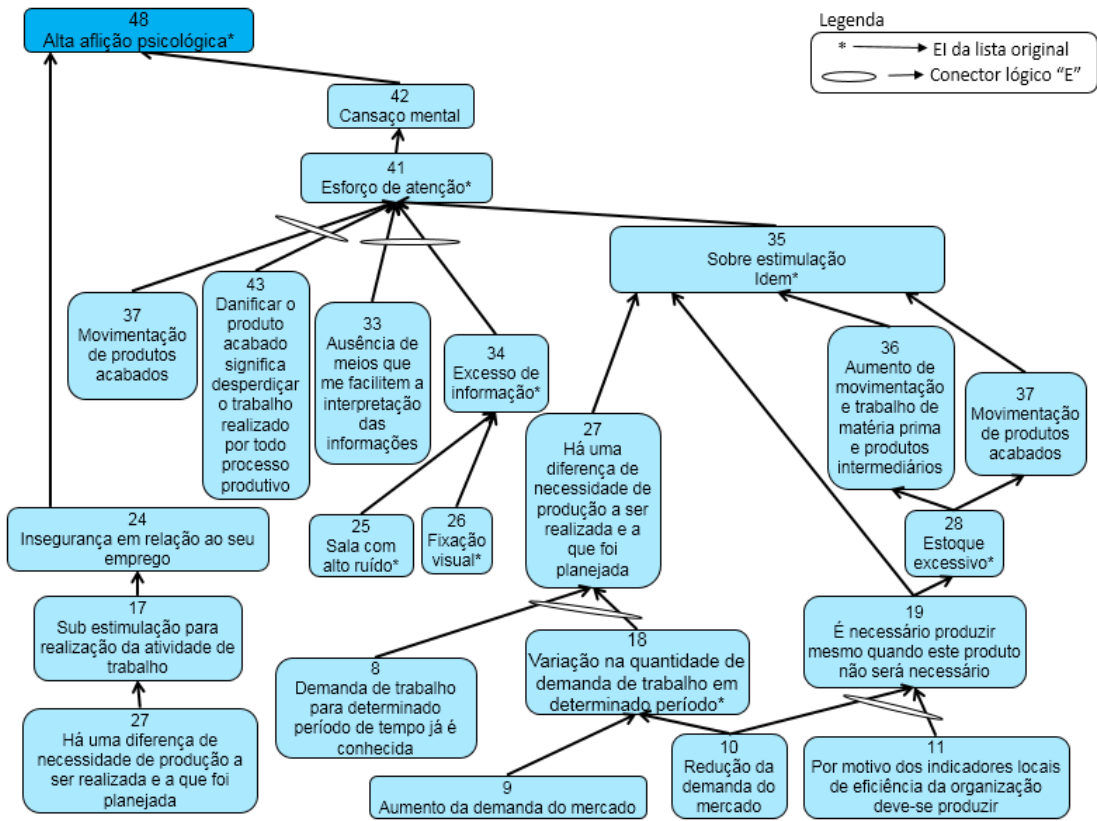 48
Alta aflição psicológica*
Legenda
* EI da lista original
Conector lógico “E”
42
Cansaço mental
41
Esforço de atenção*
35
Sobre estimulação
Idem*
37
Movimentação
de produtos
acabados
43
Danificar o
produto
acabado
significa
desperdiçar
o trabalho
realizado
por todo
processo
produtivo
33
Ausência de
meios que
me facilitem a
interpretação
das
informações
34
Excesso de
informação*
27
Há uma
diferença de
necessidade de
produção a ser
realizada e a
que foi
planejada
36
Aumento de
movimentação
e trabalho de
matéria prima
e produtos
intermediários
37
Movimentação
de produtos
acabados
24
Insegurança em relação ao seu
emprego
25
Sala com
alto ruído*
26
Fixação
visual*
28
Estoque
excessivo*
17
Sub estimulação para
realização da atividade de
trabalho
19
É necessário produzir
mesmo quando este produto
não será necessário
18
Variação na quantidade de
demanda de trabalho em
determinado período*
8
Demanda de trabalho
para determinado
período de tempo já é
conhecida
27
Há uma diferença de
necessidade de produção a
ser realizada e a que foi
planejada
10
Redução da
demanda do
mercado
11
Por motivo dos indicadores locais
de eficiência da organização
deve-se produzir
9
Aumento da demanda do mercado